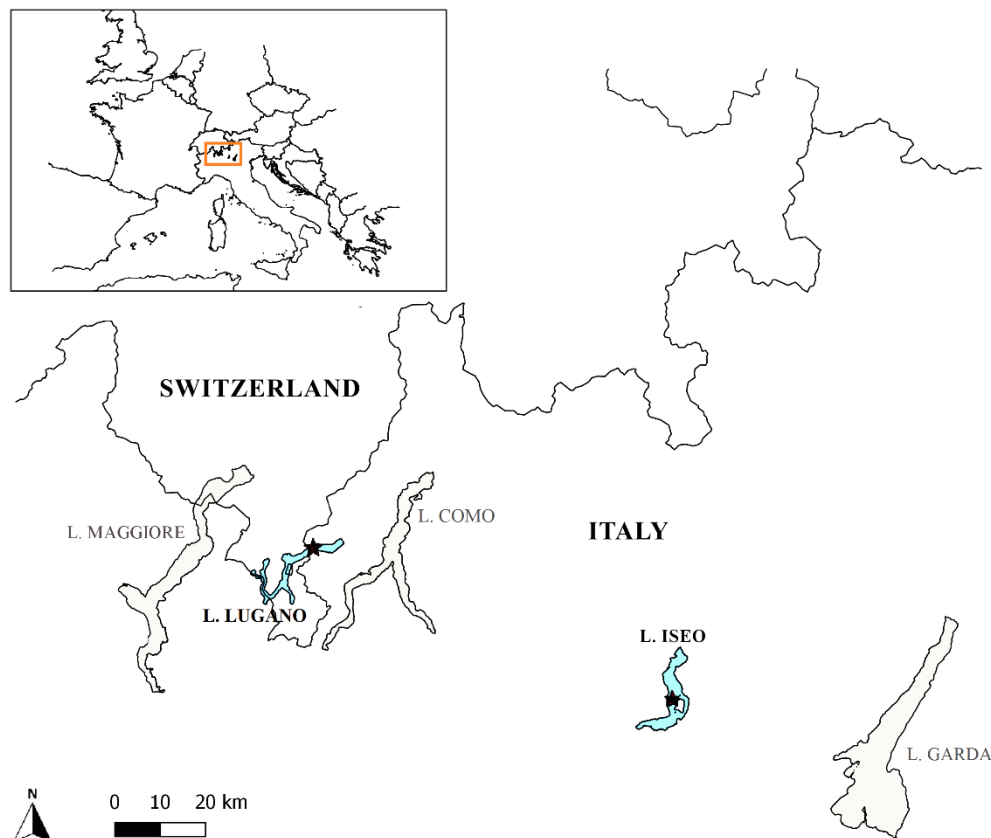 SWITZERLAND
L. MAGGIORE
L. COMO
ITALY
L. LUGANO
L. ISEO
L. GARDA
N
0 10 20 km